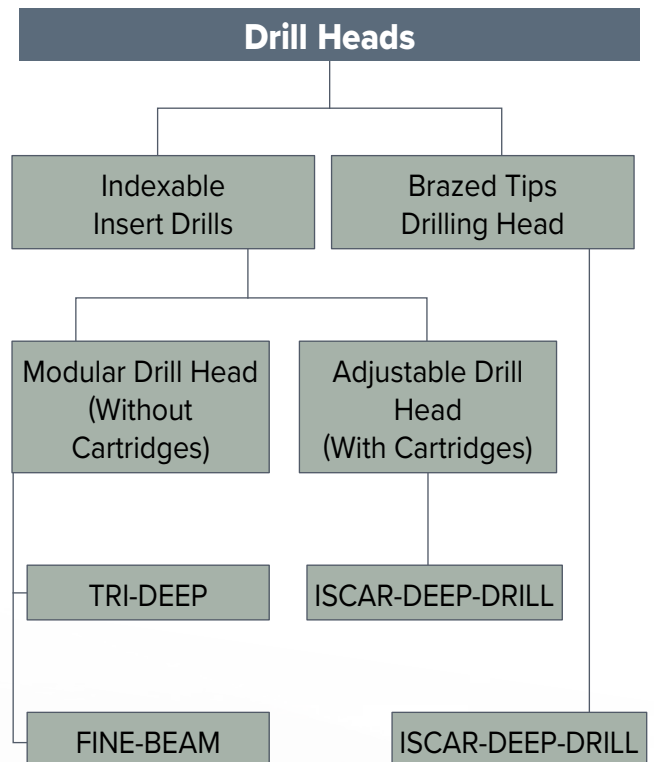 Drill Heads
Indexable
Insert Drills
Brazed Tips
Drilling Head
Modular Drill Head
(Without
Cartridges)
Adjustable Drill
Head
(With Cartridges)
TRI-DEEP
ISCAR-DEEP-DRILL
FINE-BEAM
ISCAR-DEEP-DRILL